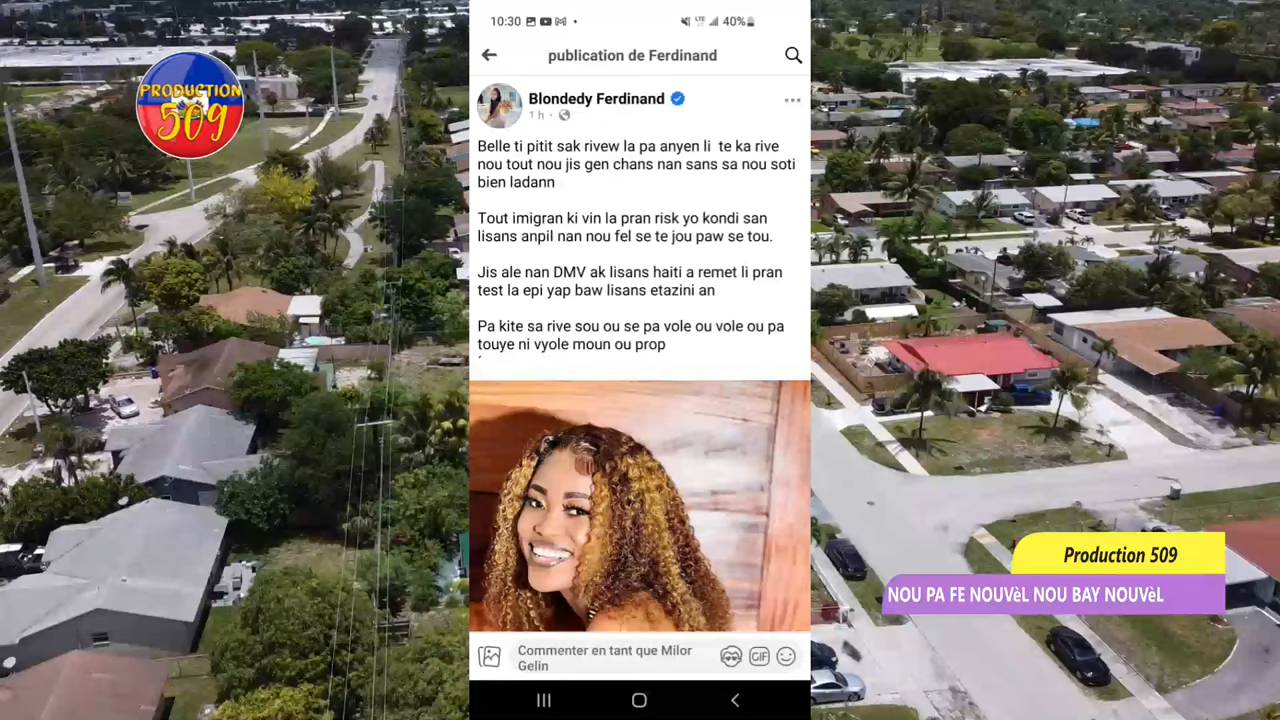 PRODUCTION
509
10:30
LTE
40%
publication de Ferdinand
Blondedy Ferdinand
1 h ·
Belle ti pitit sak rivew la pa anyen li te ka rive
nou tout nou jis gen chans nan sans sa nou soti
bien ladann
Tout imigran ki vin la pran risk yo kondi san
lisans anpil nan nou fel se te jou paw se tou.
Jis ale nan DMV ak lisans haiti a remet li pran
test la epi yap baw lisans etazini an
Pa kite sa rive sou ou se pa vole ou vole ou pa
touye ni vyole moun ou prop
Commenter en tant que Milor
Gelin
GIF
Production 509
NOU PA FE NOUVèL NOU BAY NOUVèL